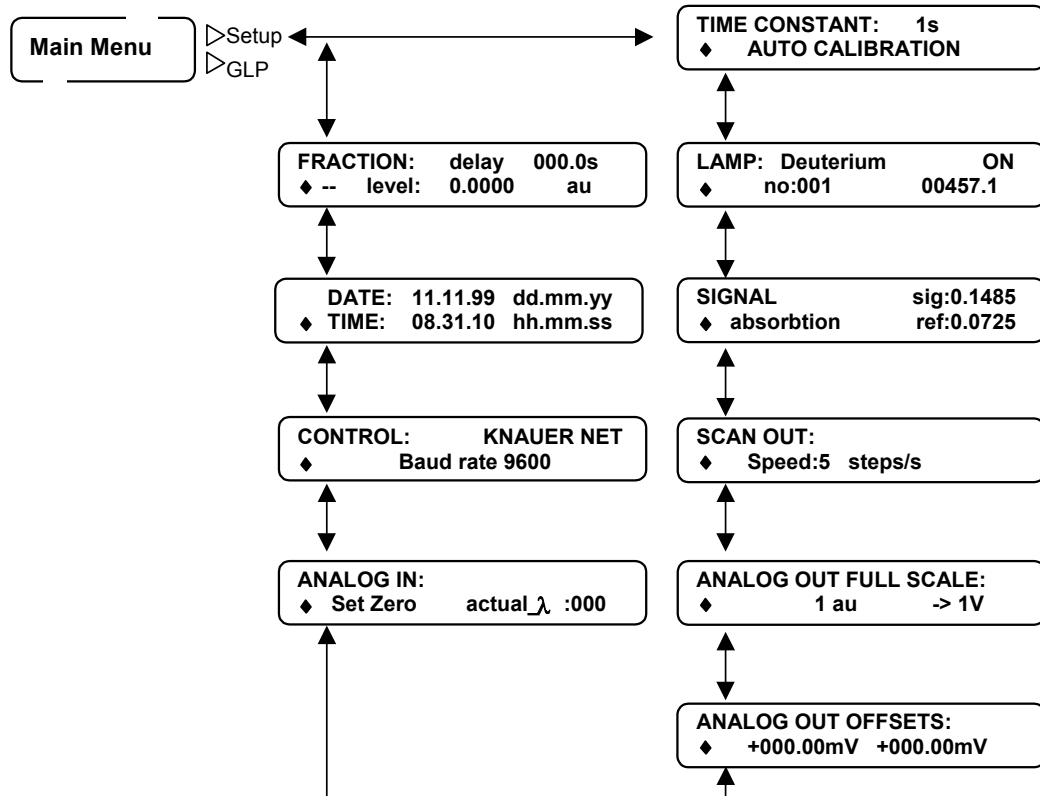 Main Menu
Setup
GLP
TIME CONSTANT: 1s
♦ AUTO CALIBRATION
FRACTION: delay 000.0s
♦ -- level: 0.0000 au
LAMP: Deuterium ON
♦ no:001 00457.1
DATE: 11.11.99 dd.mm.yy
♦ TIME: 08.31.10 hh.mm.ss
SIGNAL sig:0.1485
♦ absorbtion ref:0.0725
CONTROL: KNAUER NET
♦ Baud rate 9600
SCAN OUT:
♦ Speed:5 steps/s
ANALOG IN:
♦ Set Zero actual_λ :000
ANALOG OUT FULL SCALE:
♦ 1 au -> 1V
ANALOG OUT OFFSETS:
♦ +000.00mV +000.00mV